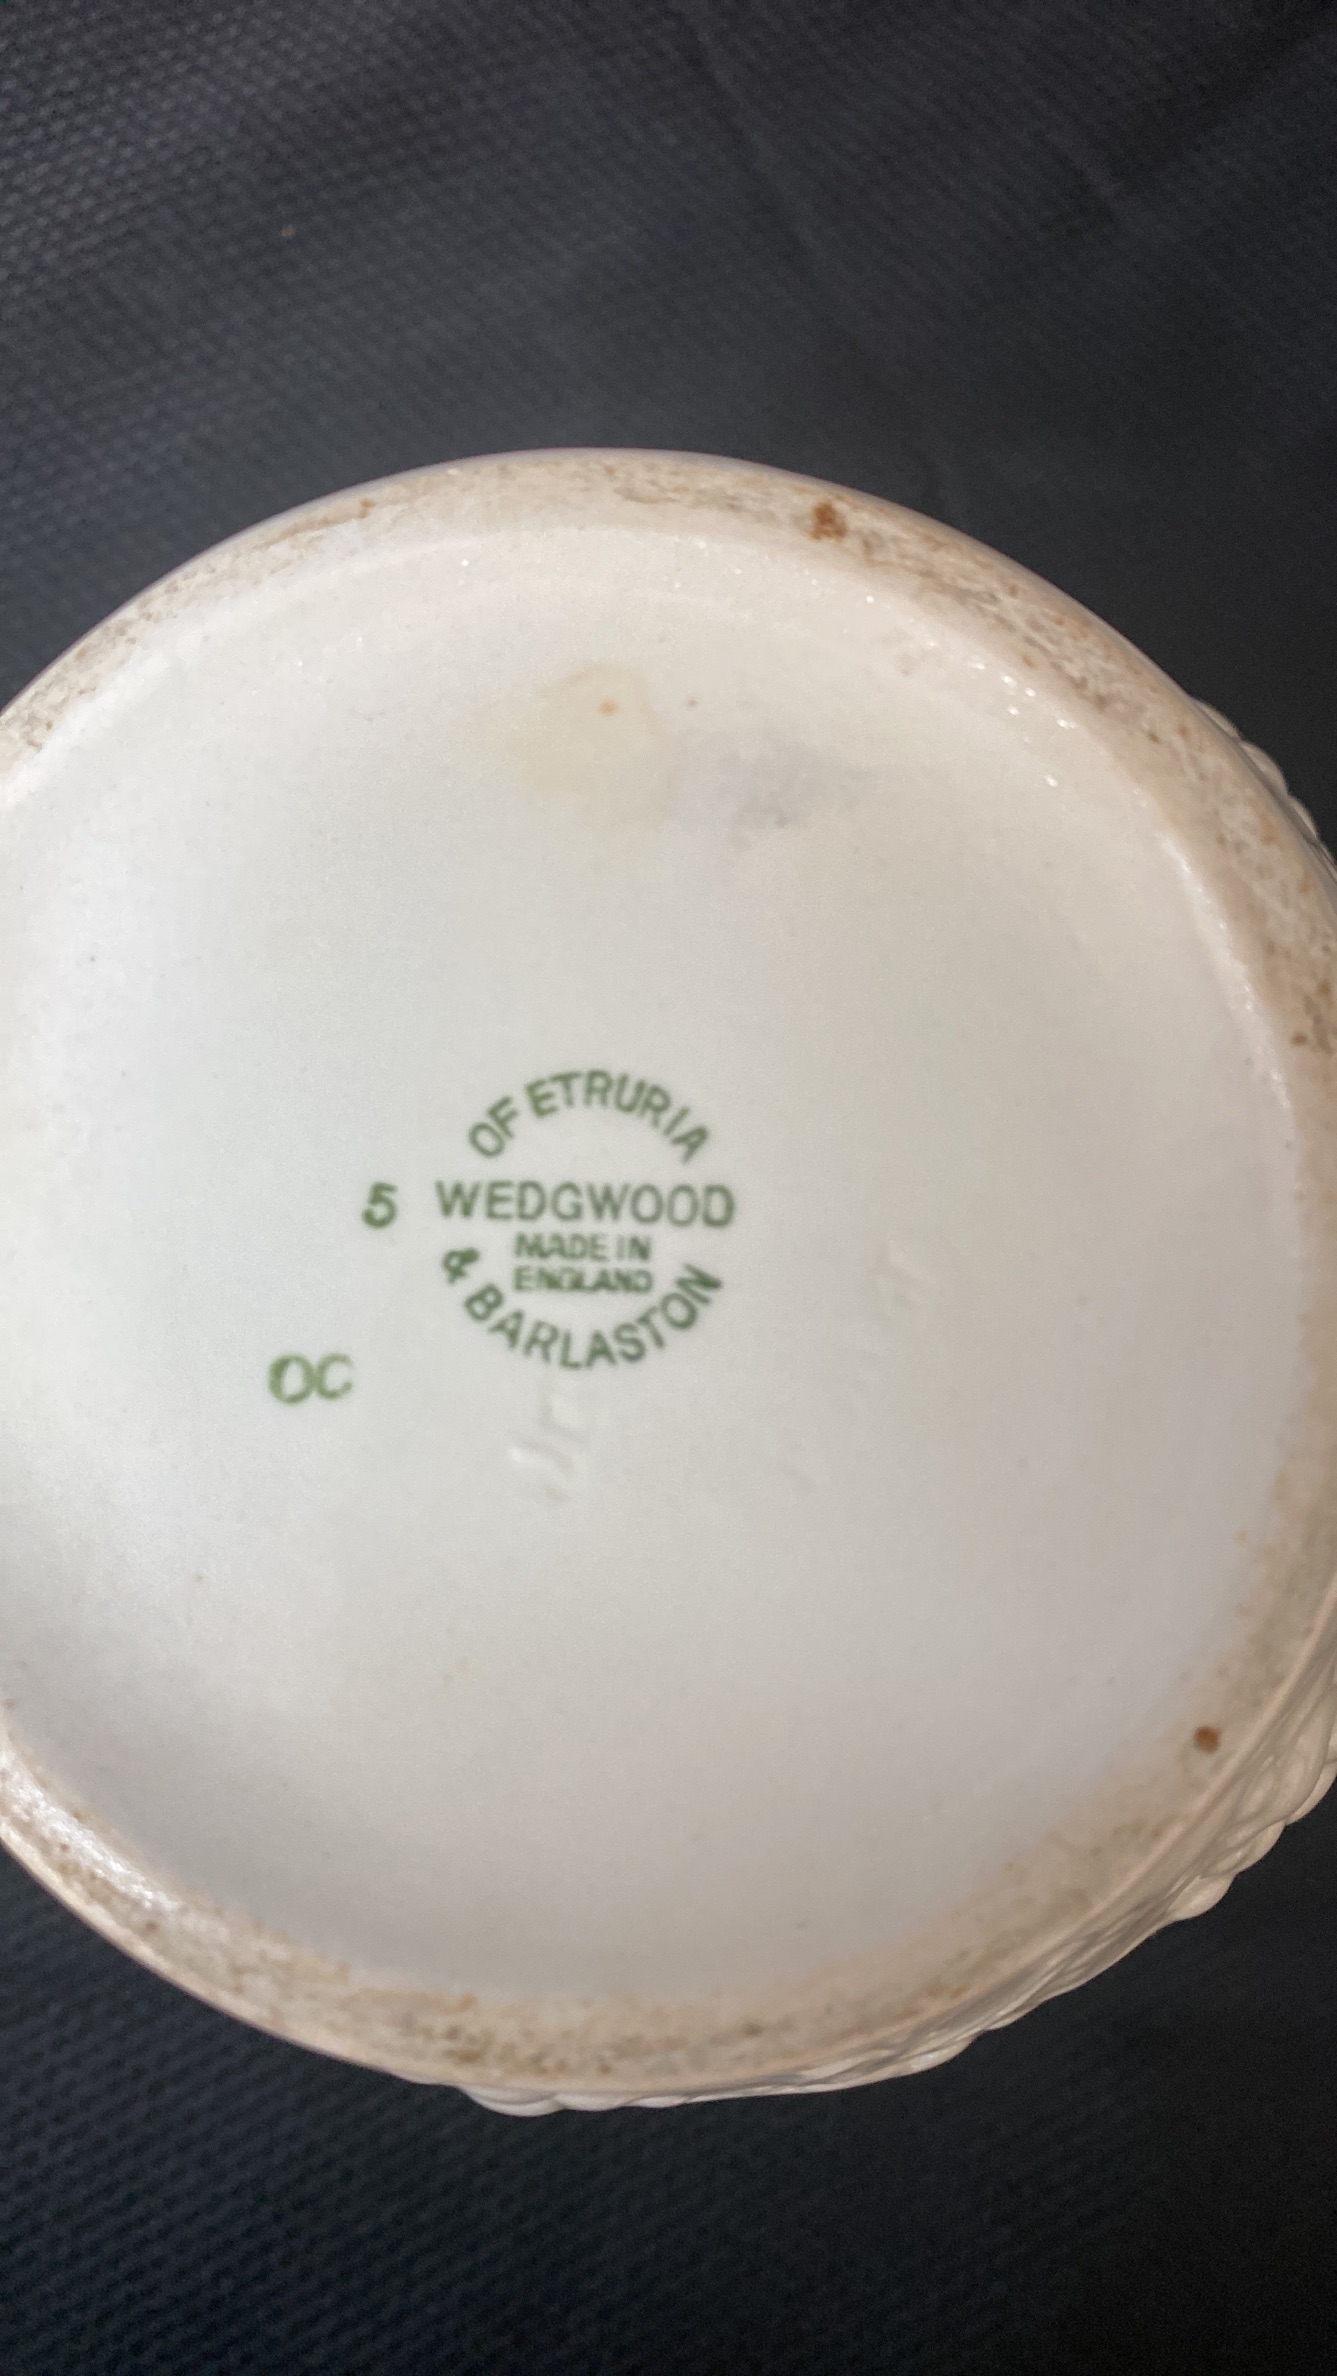 OF ETRURIA
5 WEDGWOOD
MADE IN
ENGLAND
& BARLASTON
OC